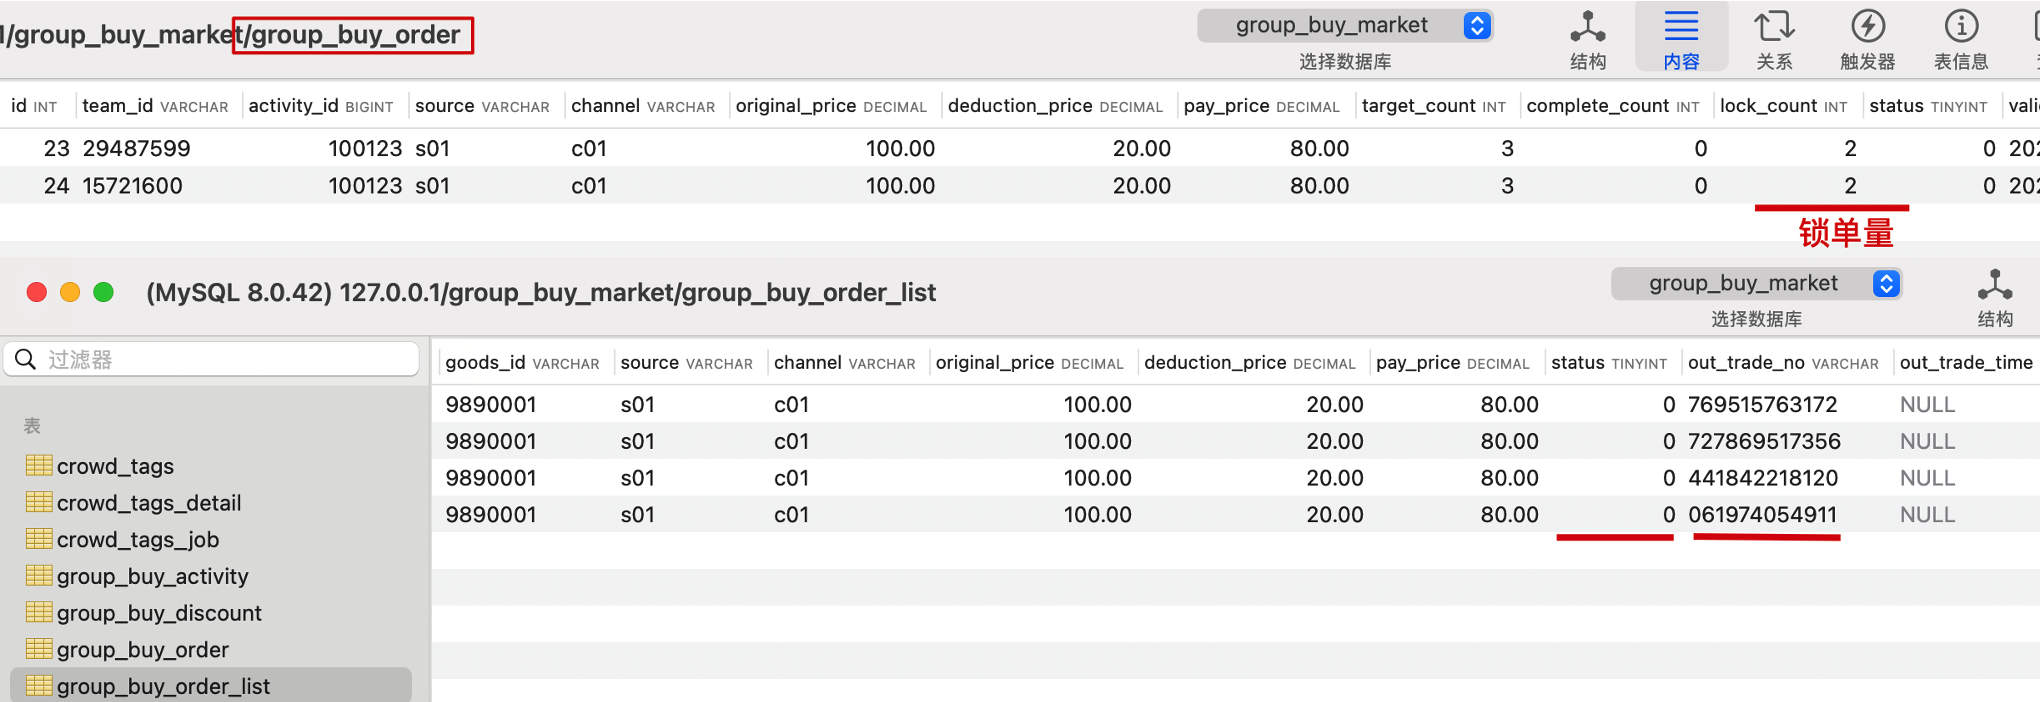 1/group_buy_market/group_buy_order
group_buy_market
选择数据库
结构
内容
关系
触发器
表信息
id INT team_id VARCHAR activity_id BIGINT source VARCHAR channel VARCHAR original_price DECIMAL deduction_price DECIMAL pay_price DECIMAL target_count INT complete_count INT lock_count INT status TINYINT vali
23 29487599 100123 s01 c01 100.00 20.00 80.00 3 0 2 0 202
24 15721600 100123 s01 c01 100.00 20.00 80.00 3 0 2 0 202
锁单量
(MySQL 8.0.42) 127.0.0.1/group_buy_market/group_buy_order_list
group_buy_market
选择数据库
结构
过滤器
表
crowd_tags
crowd_tags_detail
crowd_tags_job
group_buy_activity
group_buy_discount
group_buy_order
group_buy_order_list
goods_id VARCHAR source VARCHAR channel VARCHAR original_price DECIMAL deduction_price DECIMAL pay_price DECIMAL status TINYINT out_trade_no VARCHAR out_trade_time
9890001 s01 c01 100.00 20.00 80.00 0 769515763172 NULL
9890001 s01 c01 100.00 20.00 80.00 0 727869517356 NULL
9890001 s01 c01 100.00 20.00 80.00 0 441842218120 NULL
9890001 s01 c01 100.00 20.00 80.00 0 061974054911 NULL